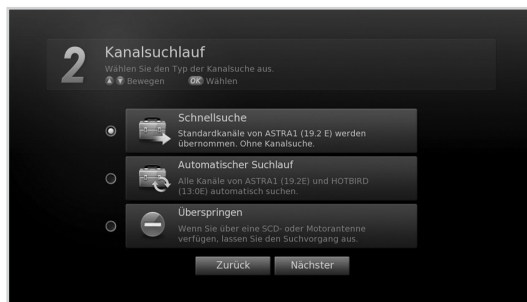 2
Kanalsuchlauf
Wählen Sie den Typ der Kanalsuche aus.
Bewegen OK Wählen
Schnellsuche
Standardkanäle von ASTRA1 (19.2 E) werden
übernommen. Ohne Kanalsuche.
Automatischer Suchlauf
Alle Kanäle von ASTRA1 (19.2E) und HOTBIRD
(13:0E) automatisch suchen.
Überspringen
Wenn Sie über eine SCD- oder Motorantenne
verfügen, lassen Sie den Suchvorgang aus.
Zurück Nächster